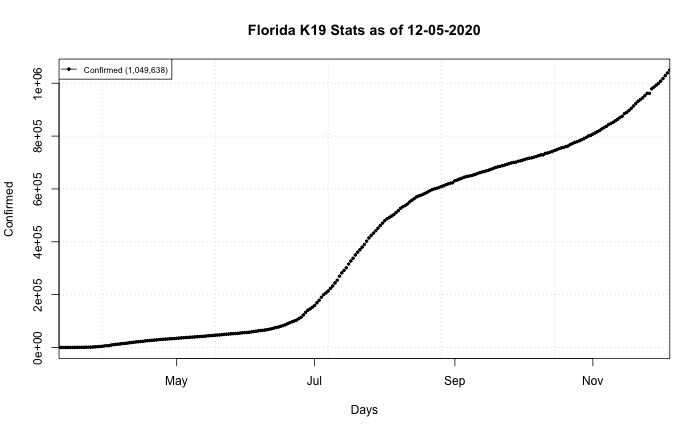 Florida K19 Stats as of 12-05-2020
Confirmed (1,049,638)
1e+06
8e+05
6e+05
4e+05
2e+05
0e+00
Confirmed
May Jul Sep Nov
Days